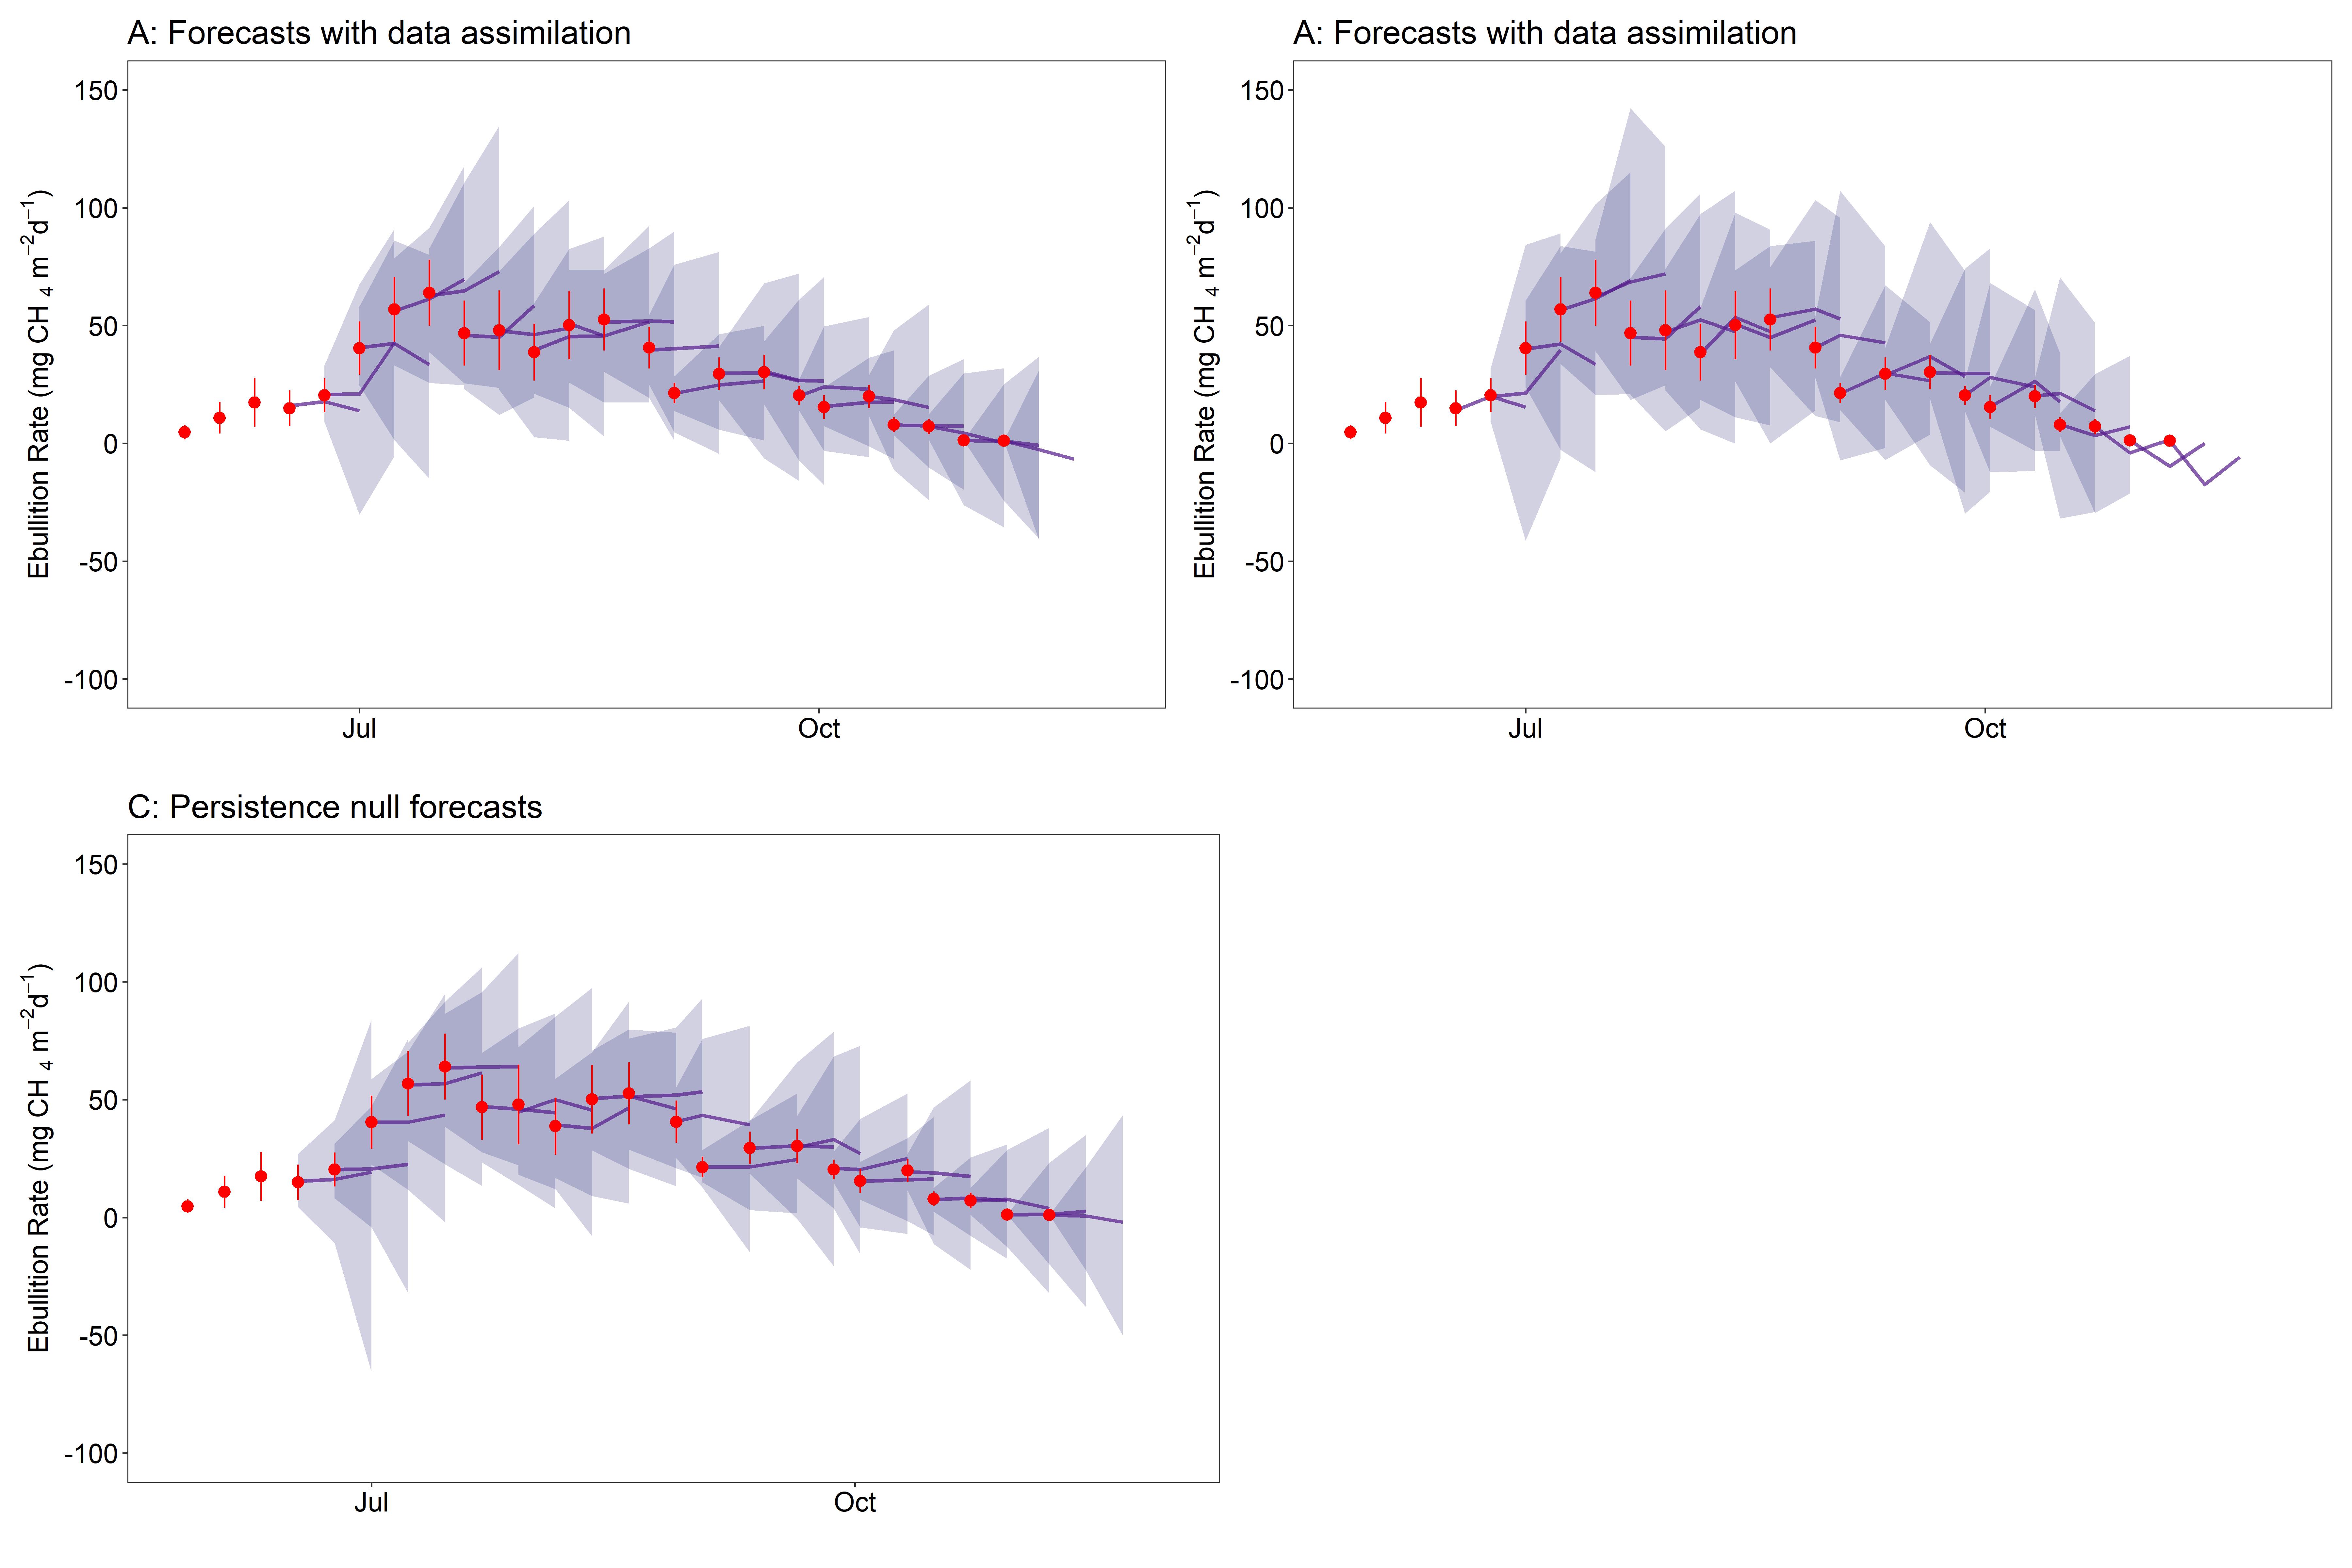 A: Forecasts with data assimilation
A: Forecasts with data assimilation
150
100
50
0
-50
-100
Ebullition Rate (mg CH 4 m−2d−1)
Jul
Oct
150
100
50
0
-50
-100
Ebullition Rate (mg CH 4 m−2d−1)
Jul
Oct
C: Persistence null forecasts
150
100
50
0
-50
-100
Ebullition Rate (mg CH 4 m−2d−1)
Jul
Oct